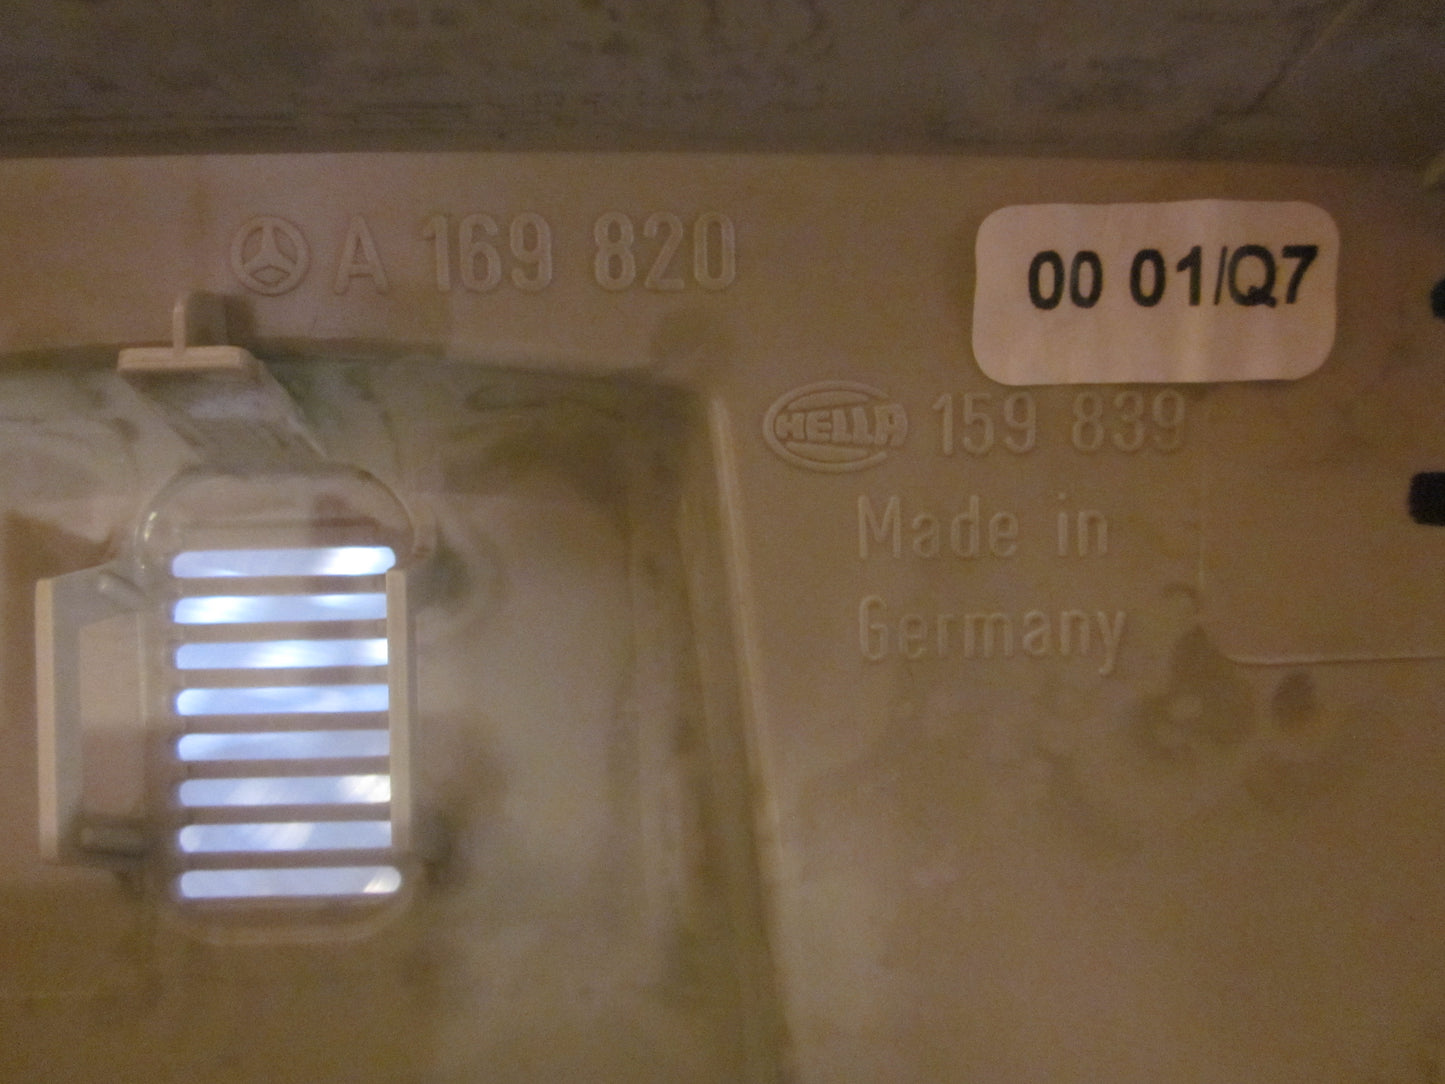 A 169 820
00 01/Q7
HELLA 159 839
Made in
Germany